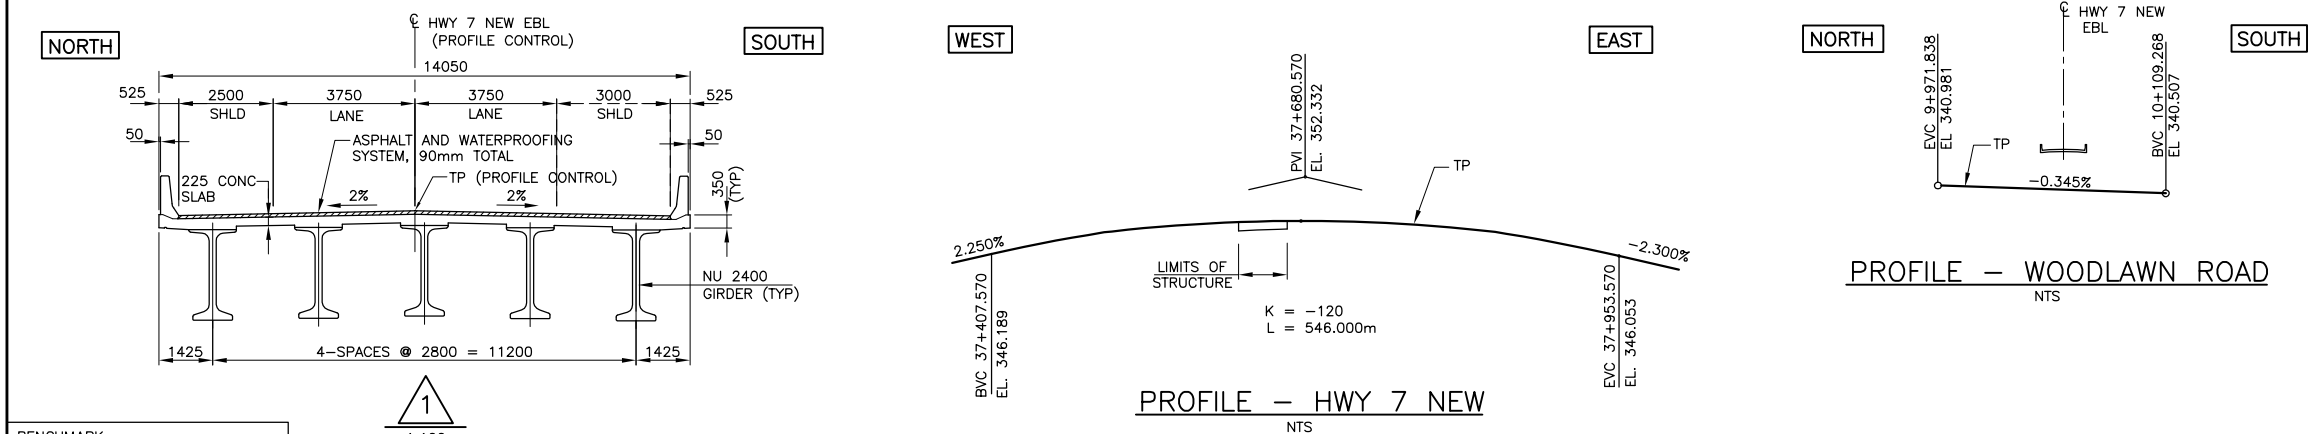 NORTH
℄ HWY 7 NEW EBL
(PROFILE CONTROL)
SOUTH
14050
525
2500
SHLD
3750
LANE
3750
LANE
3000
SHLD
525
50
50
ASPHALT AND WATERPROOFING
SYSTEM, 90mm TOTAL
TP (PROFILE CONTROL)
225 CONC
SLAB
2%
2%
350
(TYP)
NU 2400
GIRDER (TYP)
1425
4-SPACES @ 2800 = 11200
1425
1
WEST
EAST
PVI 37+680.570
EL. 352.332
TP
2.250%
-2.300%
LIMITS OF
STRUCTURE
BVC 37+407.570
EL. 346.189
K = -120
L = 546.000m
EVC 37+953.570
EL. 346.053
PROFILE - HWY 7 NEW
NTS
NORTH
℄ HWY 7 NEW
EBL
SOUTH
EVC 9+971.838
EL 340.981
BVC 10+109.268
EL 340.507
TP
-0.345%
PROFILE - WOODLAWN ROAD
NTS